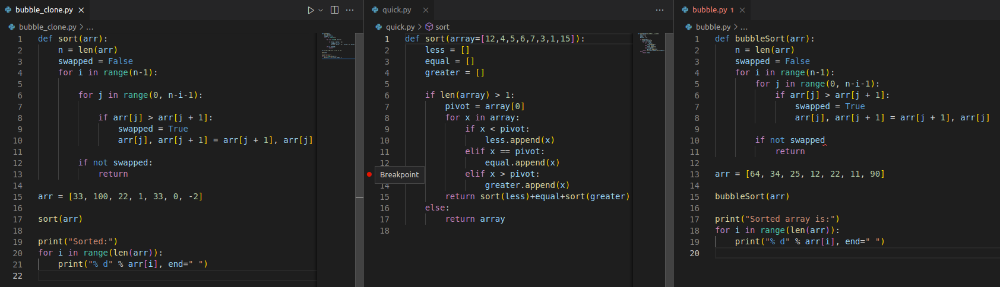 bubble_clone.py
bubble_clone.py > ...
1 def sort(arr):
2     n = len(arr)
3     swapped = False
4     for i in range(n-1):
5
6         for j in range(0, n-i-1):
7
8             if arr[j] > arr[j + 1]:
9                 swapped = True
10                 arr[j], arr[j + 1] = arr[j + 1], arr[j]
11
12         if not swapped:
13             return
14
15 arr = [33, 100, 22, 1, 33, 0, -2]
16
17 sort(arr)
18
19 print("Sorted:")
20 for i in range(len(arr)):
21     print("% d" % arr[i], end=" ")
22
quick.py
quick.py > sort
1 def sort(array=[12,4,5,6,7,3,1,15]):
2     less = []
3     equal = []
4     greater = []
5
6     if len(array) > 1:
7         pivot = array[0]
8         for x in array:
9             if x < pivot:
10                 less.append(x)
11             elif x == pivot:
12                 equal.append(x)
Breakpoint
            elif x > pivot:
14                 greater.append(x)
15         return sort(less)+equal+sort(greater)
16     else:
17         return array
18
bubble.py 1
bubble.py > ...
1 def bubbleSort(arr):
2     n = len(arr)
3     swapped = False
4     for i in range(n-1):
5         for j in range(0, n-i-1):
6             if arr[j] > arr[j + 1]:
7                 swapped = True
8                 arr[j], arr[j + 1] = arr[j + 1], arr[j]
9
10         if not swapped
11             return
12
13 arr = [64, 34, 25, 12, 22, 11, 90]
14
15 bubbleSort(arr)
16
17 print("Sorted array is:")
18 for i in range(len(arr)):
19     print("% d" % arr[i], end=" ")
20